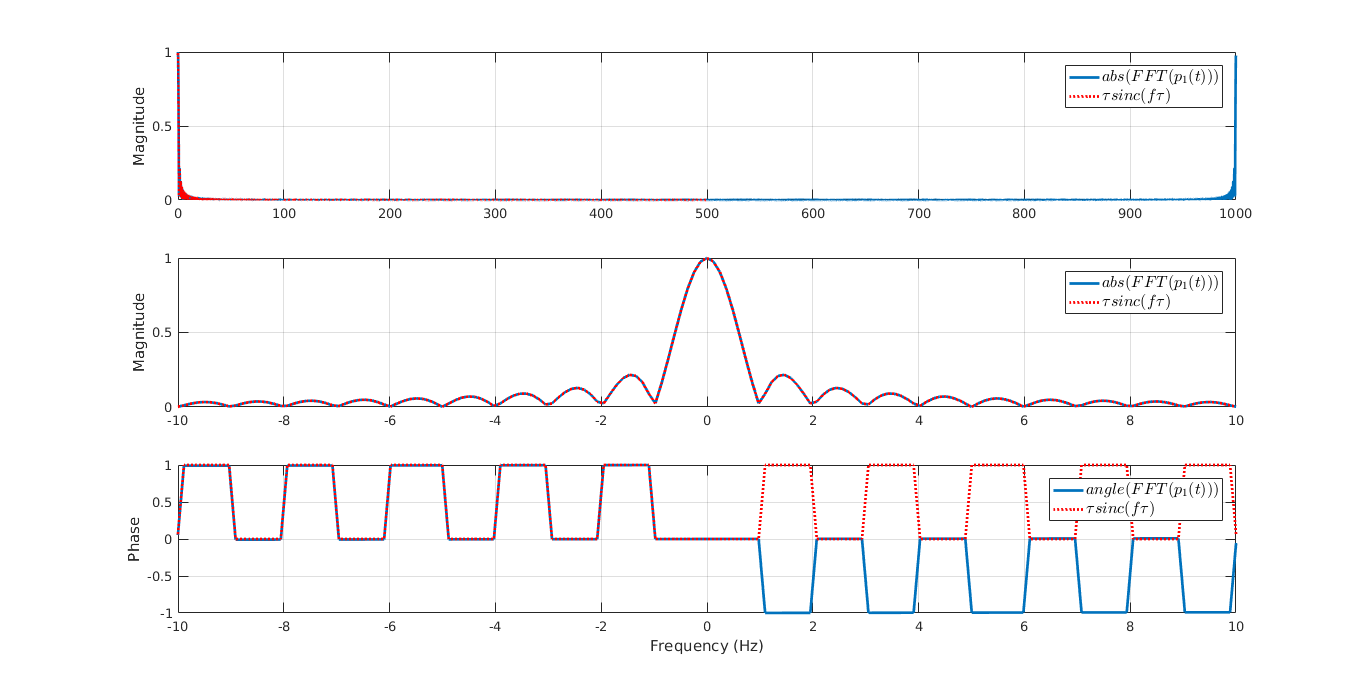 Magnitude
1
0.5
0
0 100 200 300 400 500 600 700 800 900 1000
abs(FFT(p₁(t)))
τsinc(fτ)
Magnitude
1
0.5
0
-10 -8 -6 -4 -2 0 2 4 6 8 10
abs(FFT(p₁(t)))
τsinc(fτ)
Phase
1
0.5
0
-0.5
-1
-10 -8 -6 -4 -2 0 2 4 6 8 10
angle(FFT(p₁(t)))
τsinc(fτ)
Frequency (Hz)